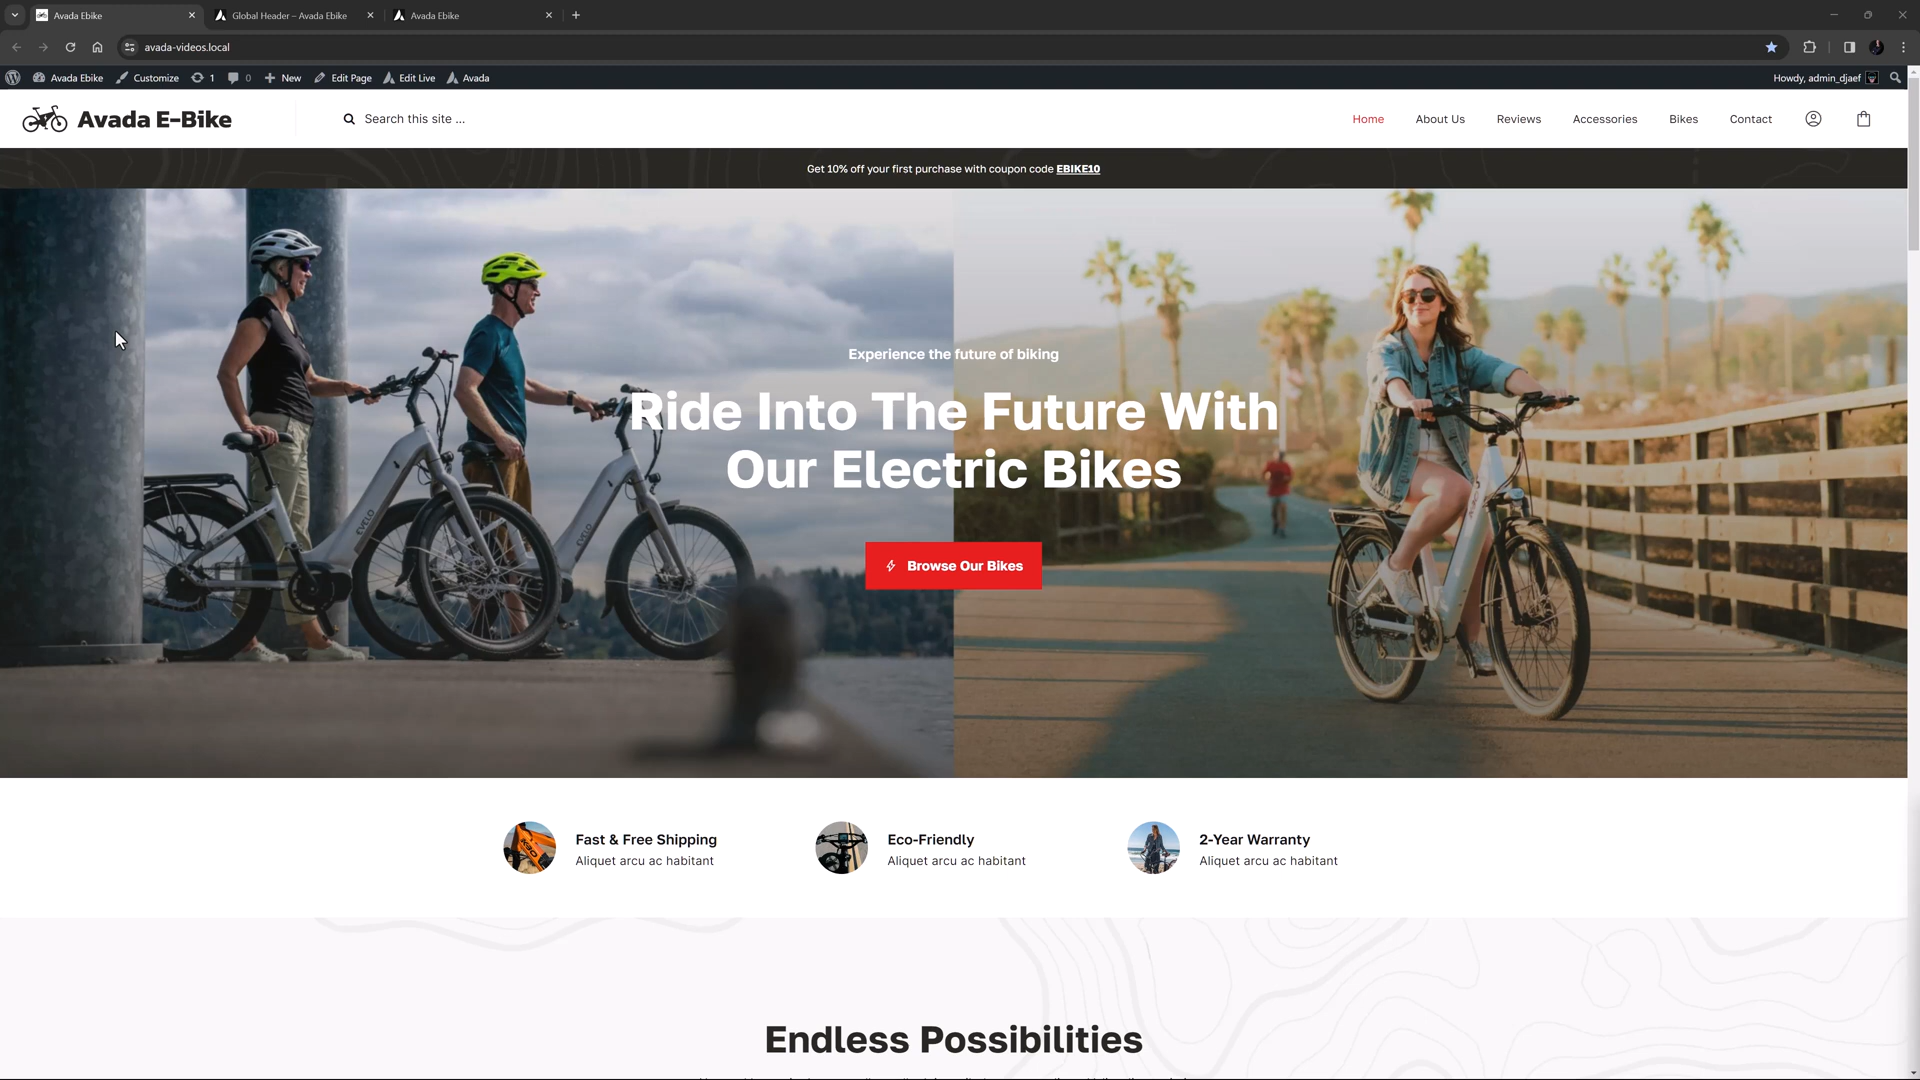 Avada Ebike
Global Header – Avada Ebike
Avada Ebike
avada-videos.local
Avada Ebike
Customize
1
0
New
Edit Page
Edit Live
Avada
Howdy, admin_djaef
Avada E-Bike
Search this site ...
Home
About Us
Reviews
Accessories
Bikes
Contact
Get 10% off your first purchase with coupon code EBIKE10
Experience the future of biking
Ride Into The Future With
Our Electric Bikes
Browse Our Bikes
EVELO
EVELO
Fast & Free Shipping
Aliquet arcu ac habitant
Eco-Friendly
Aliquet arcu ac habitant
2-Year Warranty
Aliquet arcu ac habitant
Endless Possibilities